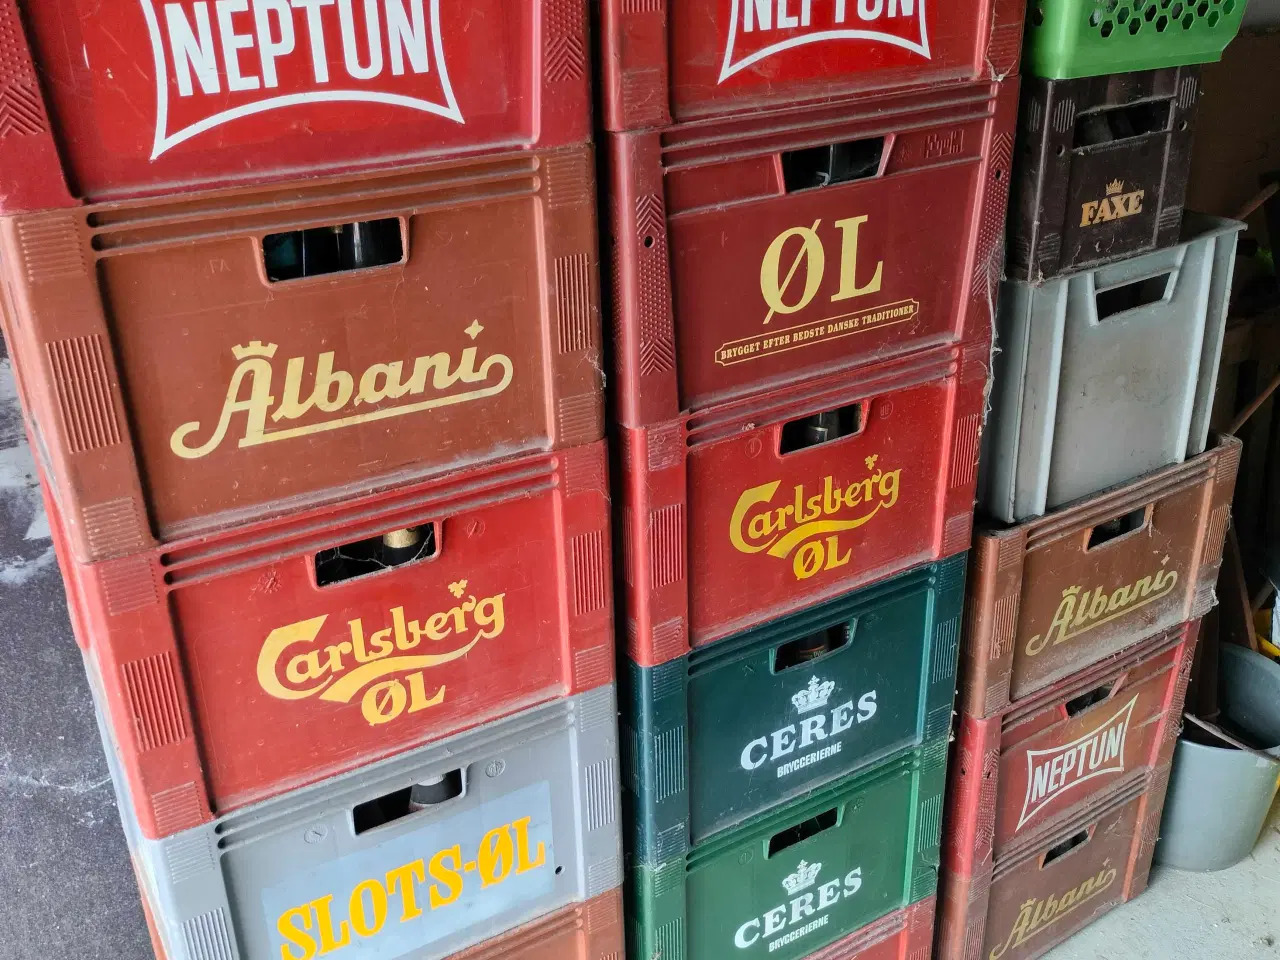 NEPTUN
Albani
Carlsberg
ØL
SLOTS-ØL
NEPTUN
ØL
BRYGGET EFTER BEDSTE DANSKE TRADITIONER
Carlsberg
ØL
CERES
BRYGGERIERNE
CERES
BRYGGERIERNE
FAXE
Albani
NEPTUN
Albani